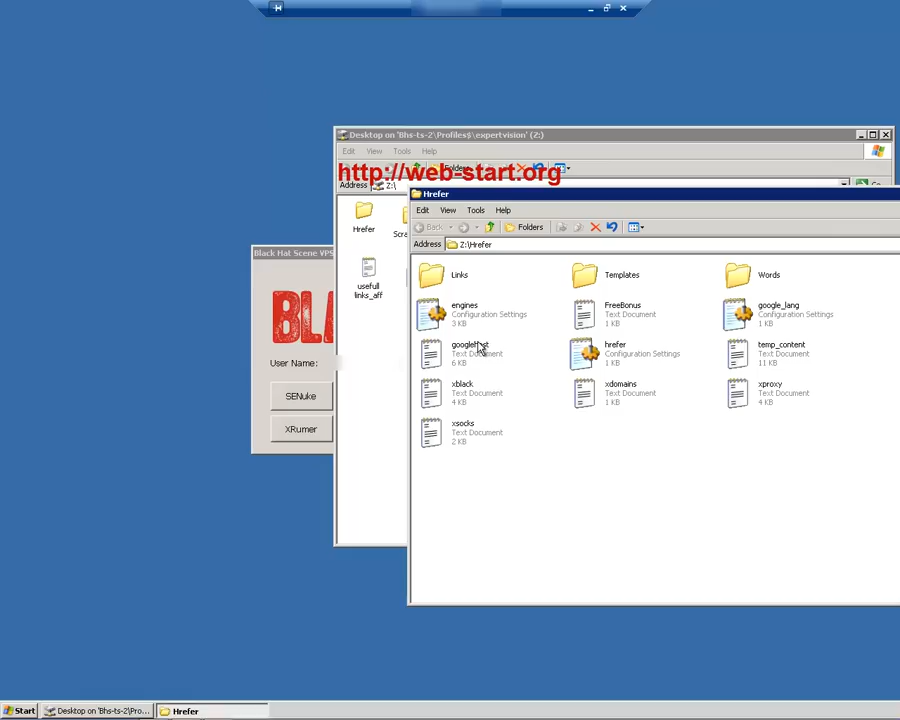 Desktop on 'Bhs-ts-2\Profiles$\expertvision' (Z:)
Edit View Tools Help
Folders
http://web-start.org
Address Z:\
Hrefer
usefull links_aff
Hrefer
Edit View Tools Help
Back Folders
Address Z:\Hrefer
Links
Templates
Words
engines
Configuration Settings
3 KB
FreeBonus
Text Document
1 KB
google_lang
Configuration Settings
1 KB
Text Document
6 KB
hrefer
Configuration Settings
1 KB
temp_content
Text Document
11 KB
xblack
Text Document
4 KB
xdomains
Text Document
1 KB
xproxy
Text Document
4 KB
xsocks
Text Document
2 KB
Black Hat Scene VPS
BLA
User Name:
SENuke
XRumer
Start
Desktop on 'Bhs-ts-2\Pro...
Hrefer